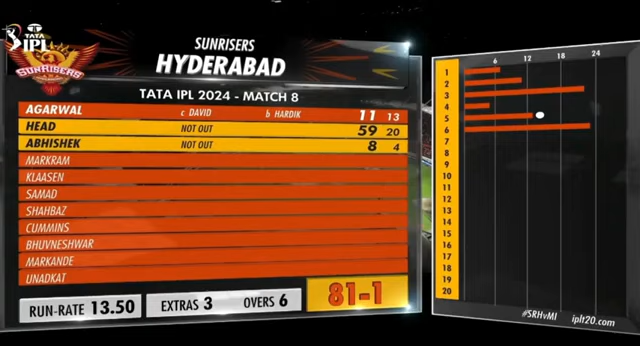 TATA
IPL
SUNRISERS
SUNRISERS
HYDERABAD
TATA IPL 2024 - MATCH 8
AGARWAL c DAVID b HARDIK 11 13
HEAD NOT OUT 59 20
ABHISHEK NOT OUT 8 4
MARKRAM
KLAASEN
SAMAD
SHAHBAZ
CUMMINS
BHUVNESHWAR
MARKANDE
UNADKAT
RUN-RATE 13.50 EXTRAS 3 OVERS 6 81-1
6 12 18 24
1
2
3
4
5
6
7
8
9
10
11
12
13
14
15
16
17
18
19
20
#SRHvMI iplt20.com